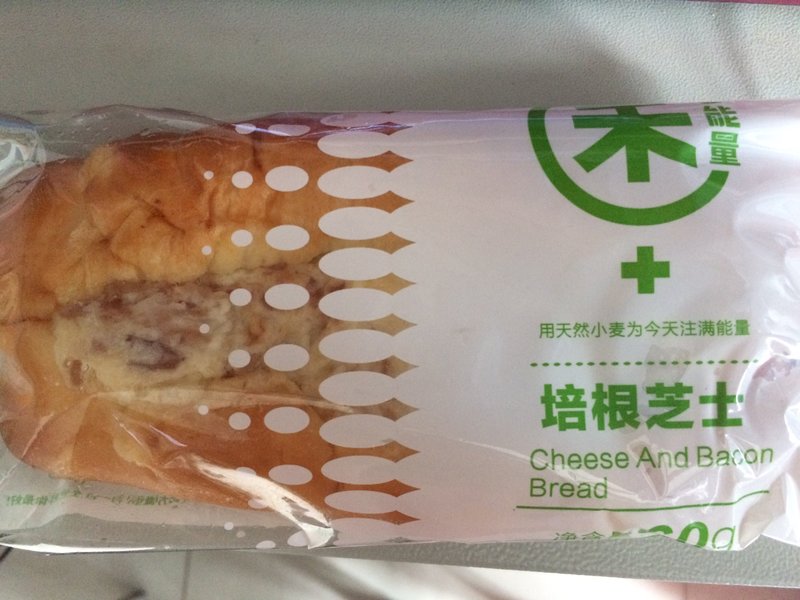 禾
能量
+
用天然小麦为今天注满能量
培根芝士
Cheese And Bacon
Bread